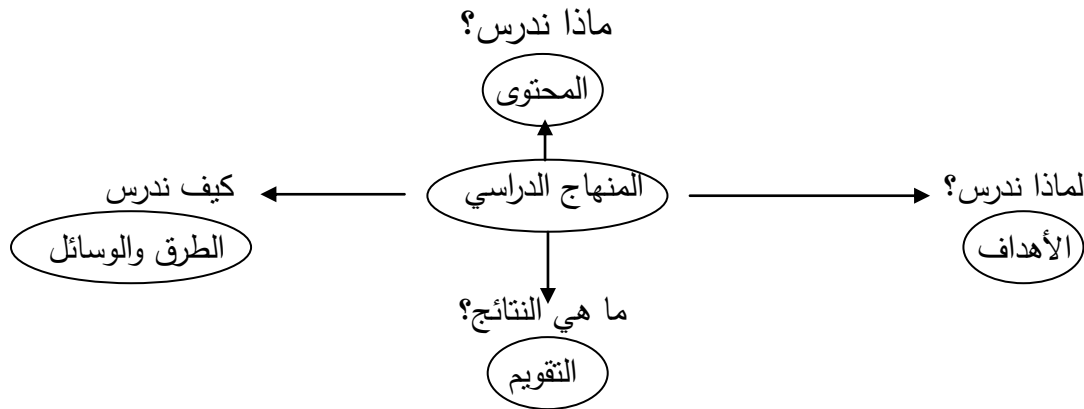 ماذا ندرس؟
المحتوى
المنهاج الدراسي
لماذا ندرس؟
الأهداف
كيف ندرس
الطرق والوسائل
ما هي النتائج؟
التقويم